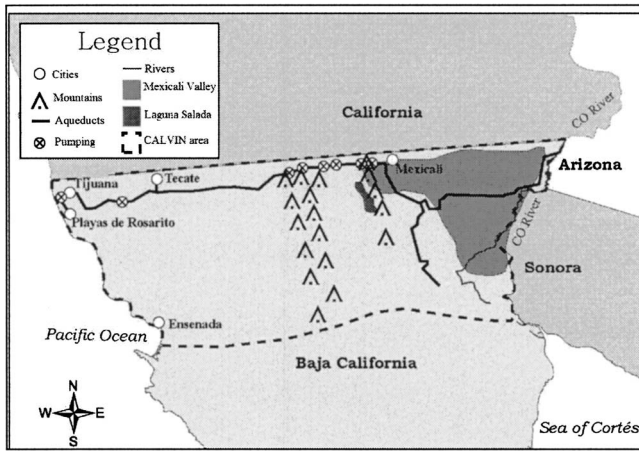 Legend
Cities
Rivers
Mountains
Mexicali Valley
Aqueducts
Laguna Salada
Pumping
CALVIN area
California
CO River
Arizona
Mexicali
Tijuana
Tecate
Playas de Rosarito
CO River
Sonora
Ensenada
Pacific Ocean
Baja California
N
W E
S
Sea of Cortés